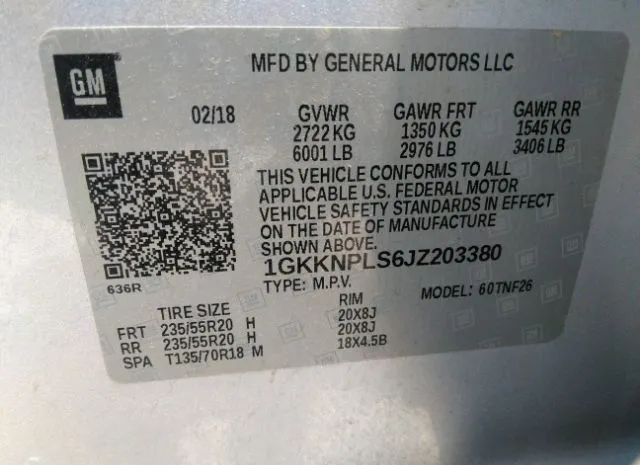 GM
MFD BY GENERAL MOTORS LLC
02/18 GVWR GAWR FRT GAWR RR
2722 KG 1350 KG 1545 KG
6001 LB 2976 LB 3406 LB
THIS VEHICLE CONFORMS TO ALL
APPLICABLE U.S. FEDERAL MOTOR
VEHICLE SAFETY STANDARDS IN EFFECT
ON THE DATE OF MANUFACTURE
SHOWN ABOVE.
636R
1GKKNPLS6JZ203380
TYPE: M.P.V. MODEL: 60TNF26
TIRE SIZE RIM
FRT 235/55R20 H 20X8J
RR 235/55R20 H 20X8J
SPA T135/70R18 M 18X4.5B